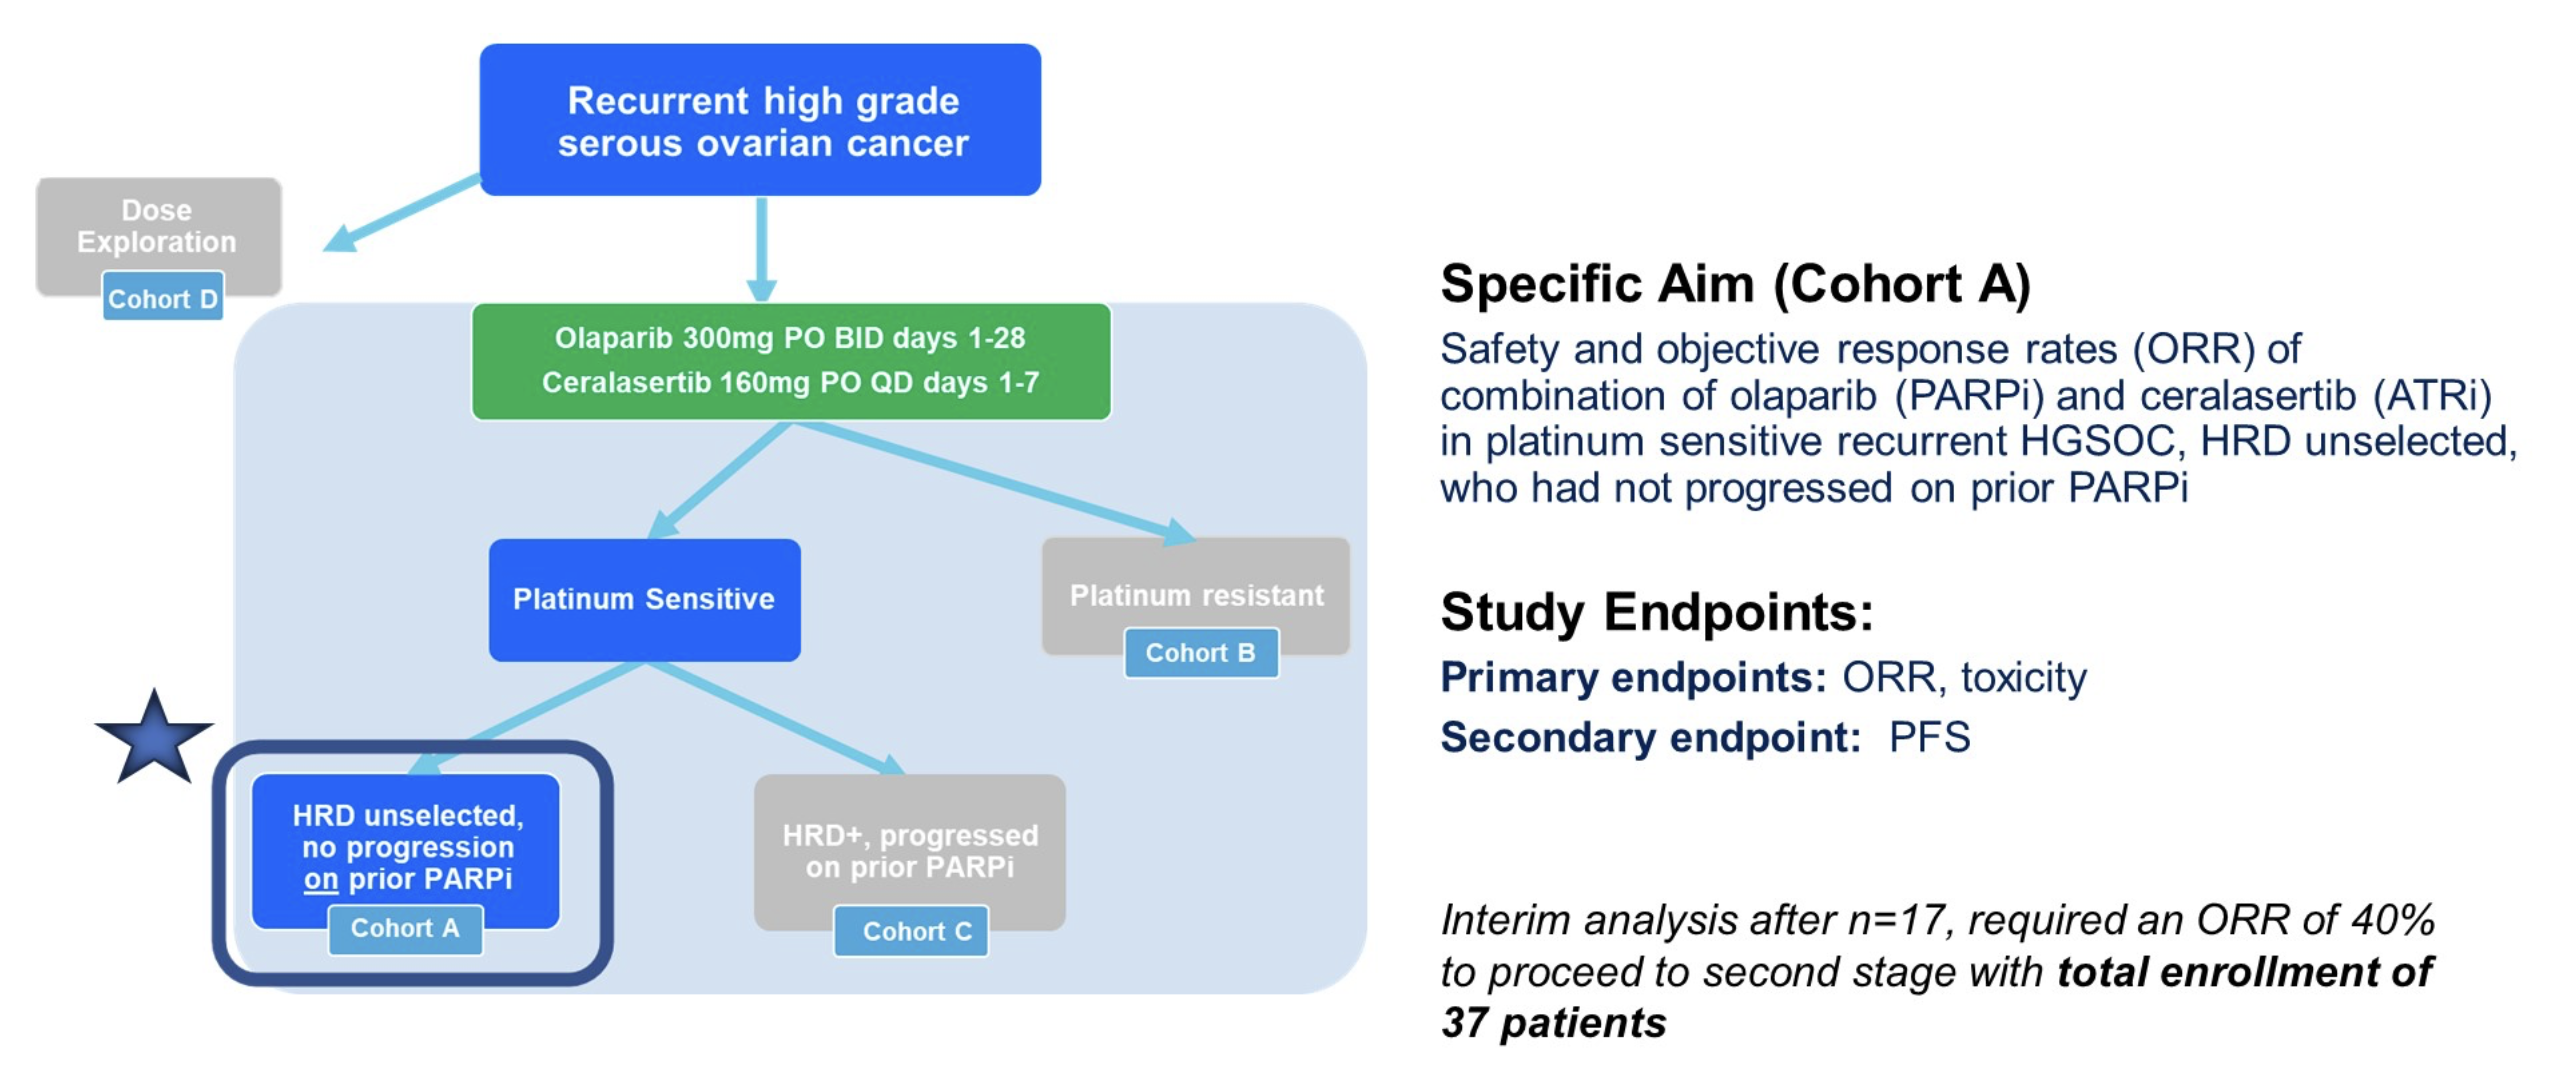 Recurrent high grade
serous ovarian cancer
Dose
Exploration
Cohort D
Olaparib 300mg PO BID days 1-28
Ceralasertib 160mg PO QD days 1-7
Platinum Sensitive
Platinum resistant
Cohort B
HRD unselected,
no progression
on prior PARPi
Cohort A
HRD+, progressed
on prior PARPi
Cohort C
Specific Aim (Cohort A)
Safety and objective response rates (ORR) of
combination of olaparib (PARPi) and ceralasertib (ATRi)
in platinum sensitive recurrent HGSOC, HRD unselected,
who had not progressed on prior PARPi
Study Endpoints:
Primary endpoints: ORR, toxicity
Secondary endpoint: PFS
Interim analysis after n=17, required an ORR of 40%
to proceed to second stage with total enrollment of
37 patients